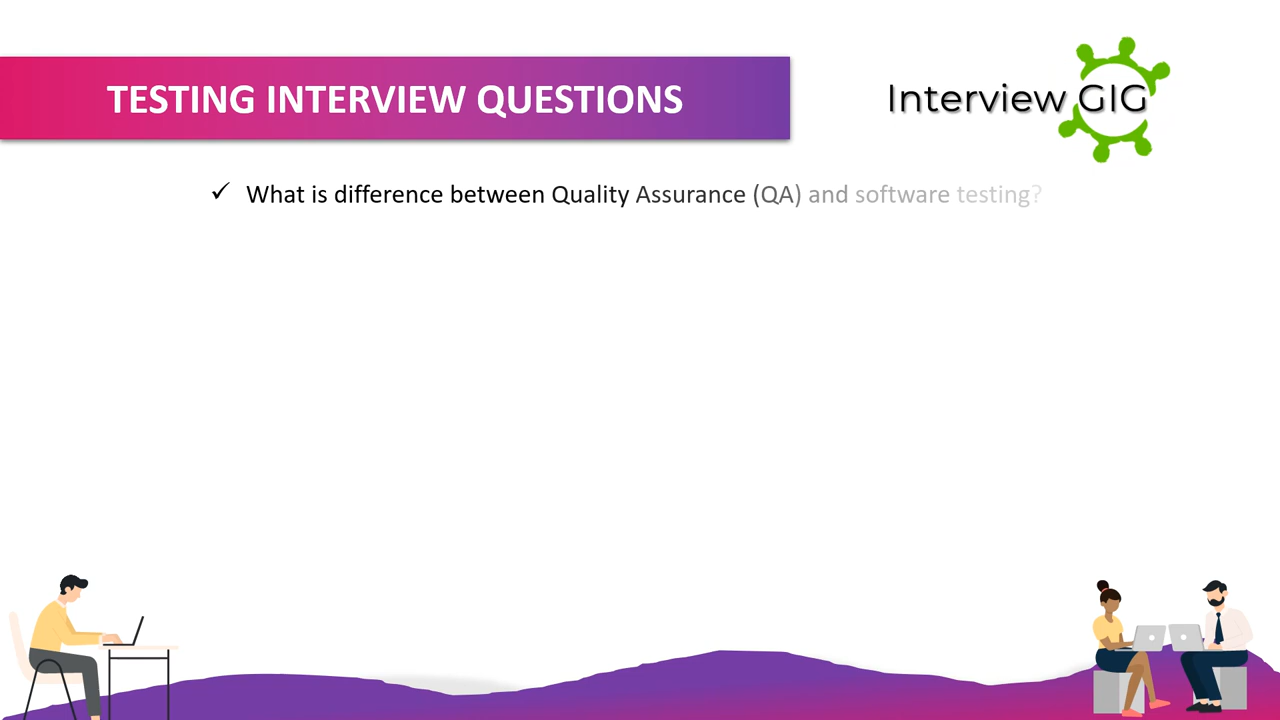 TESTING INTERVIEW QUESTIONS
Interview GIG
✓ What is difference between Quality Assurance (QA) and software testing?